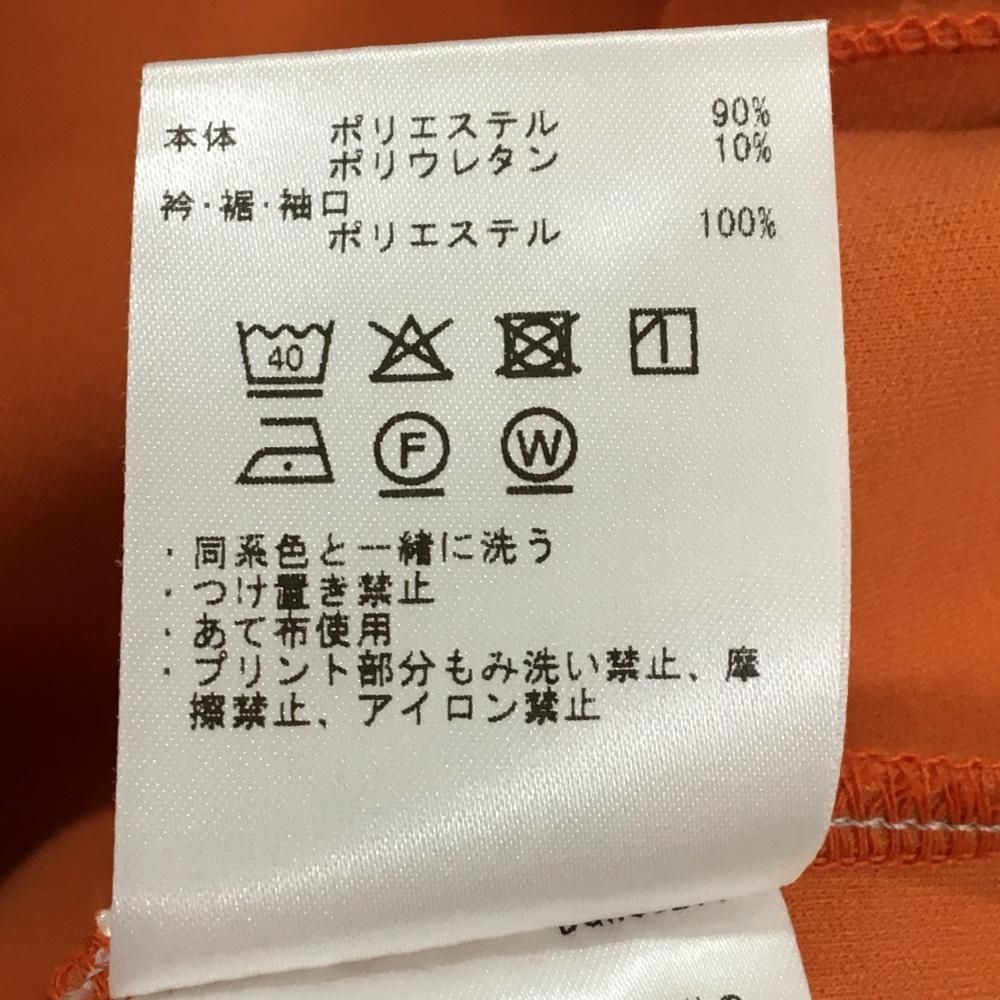 本体 ポリエステル 90%
ポリウレタン 10%
衿・裾・袖口
ポリエステル 100%
40
F W
・同系色と一緒に洗う
・つけ置き禁止
・あて布使用
・プリント部分もみ洗い禁止、摩
擦禁止、アイロン禁止